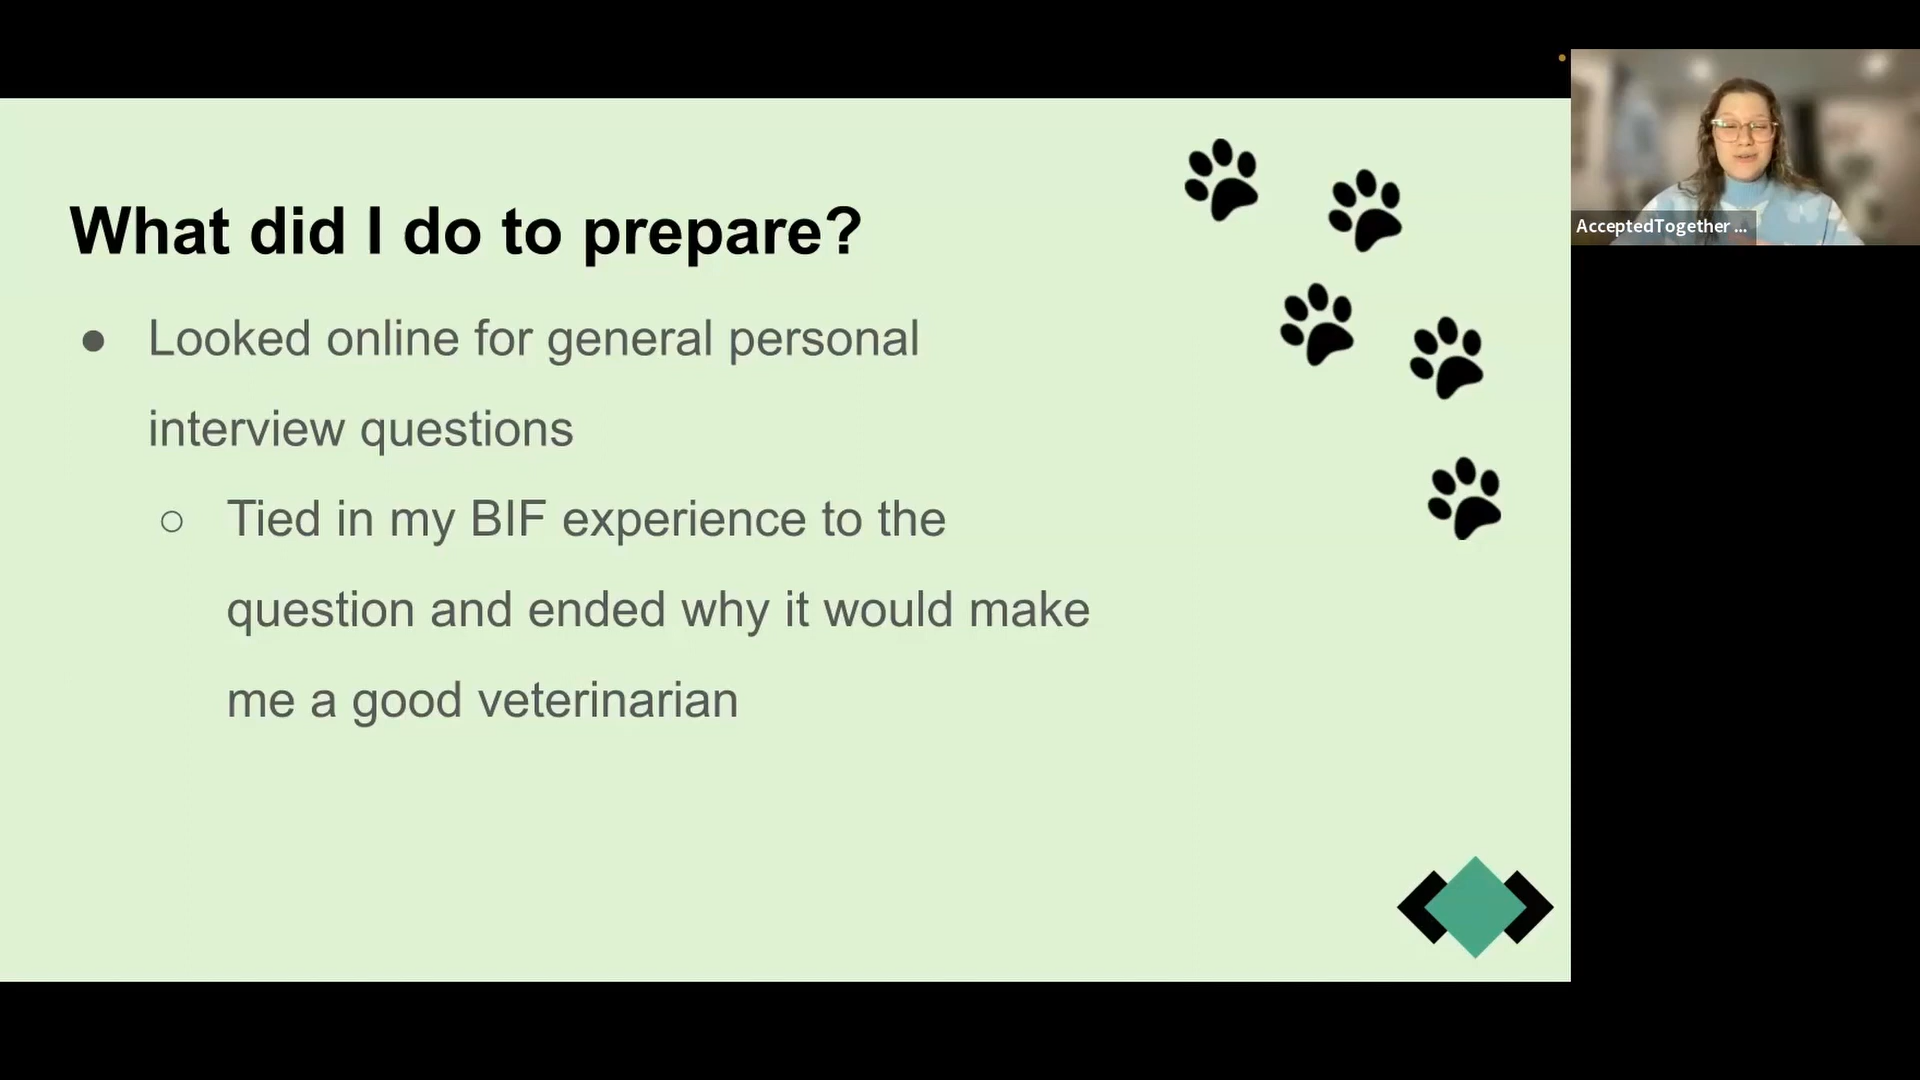 What did I do to prepare?
● Looked online for general personal
interview questions
○ Tied in my BIF experience to the
question and ended why it would make
me a good veterinarian
AcceptedTogether ...